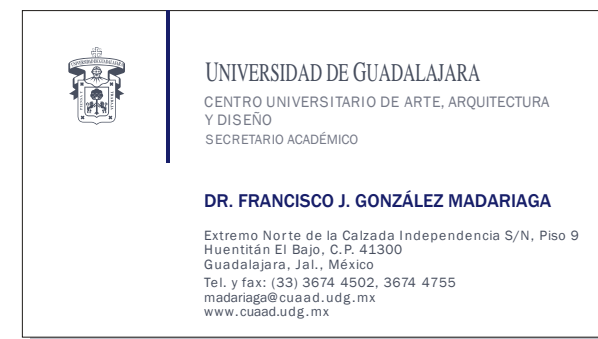 UNIVERSIDAD DE GUADALAJARA
CENTRO UNIVERSITARIO DE ARTE, ARQUITECTURA
Y DISEÑO
SECRETARIO ACADÉMICO
DR. FRANCISCO J. GONZÁLEZ MADARIAGA
Extremo Norte de la Calzada Independencia S/N, Piso 9
Huentitán El Bajo, C.P. 41300
Guadalajara, Jal., México
Tel. y fax: (33) 3674 4502, 3674 4755
madariaga@cuaad.udg.mx
www.cuaad.udg.mx